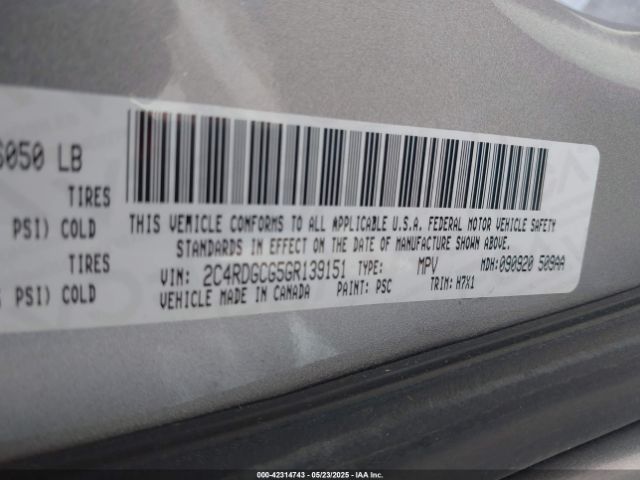 6050 LB
TIRES
PSI) COLD
TIRES
PSI) COLD
THIS VEHICLE CONFORMS TO ALL APPLICABLE U.S.A. FEDERAL MOTOR VEHICLE SAFETY
STANDARDS IN EFFECT ON THE DATE OF MANUFACTURE SHOWN ABOVE.
VIN: 2C4RDGCG5GR139151 TYPE: MPV MDH:090920 509AA
VEHICLE MADE IN CANADA PAINT: PSC TRIM: H7X1
000-42314743 - 05/23/2025 - IAA Inc.